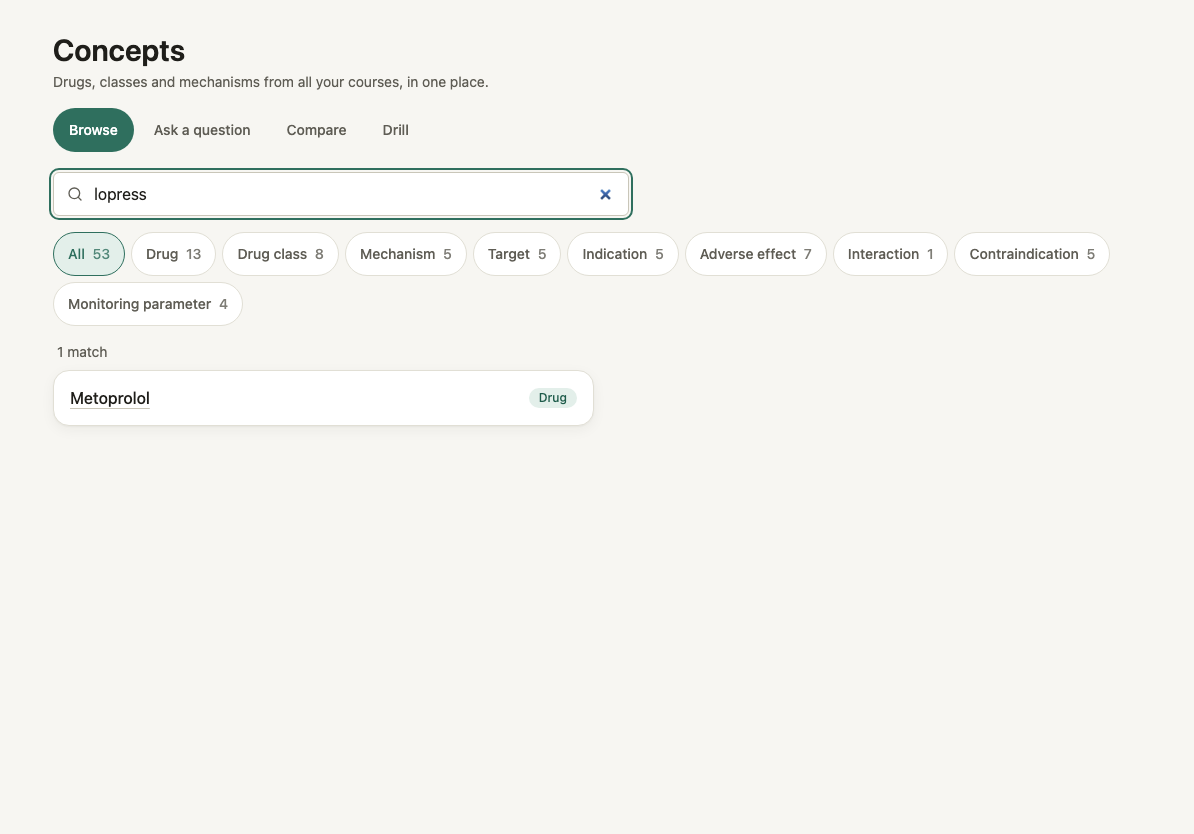 Concepts
Drugs, classes and mechanisms from all your courses, in one place.
Browse Ask a question Compare Drill
lopress
All 53 Drug 13 Drug class 8 Mechanism 5 Target 5 Indication 5 Adverse effect 7 Interaction 1 Contraindication 5
Monitoring parameter 4
1 match
Metoprolol Drug